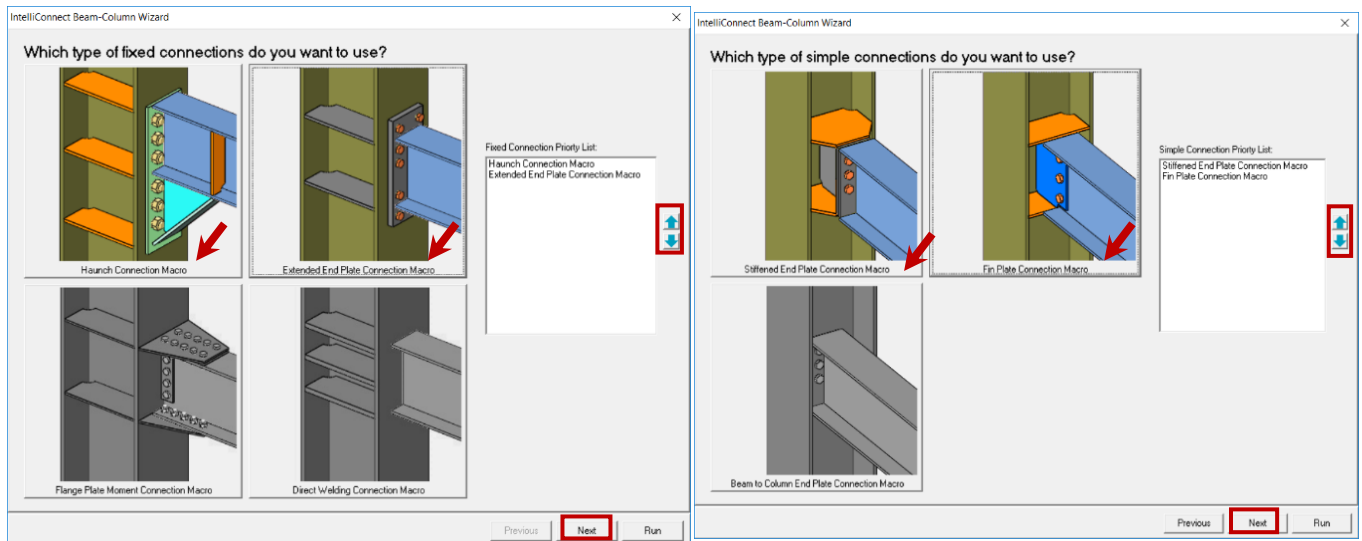 IntelliConnect Beam-Column Wizard
Which type of fixed connections do you want to use?
Haunch Connection Macro
Extended End Plate Connection Macro
Fixed Connection Priorty List:
Haunch Connection Macro
Extended End Plate Connection Macro
Flange Plate Moment Connection Macro
Direct Welding Connection Macro
Previous
Next
Run
IntelliConnect Beam-Column Wizard
Which type of simple connections do you want to use?
Stiffened End Plate Connection Macro
Fin Plate Connection Macro
Simple Connection Priorty List:
Stiffened End Plate Connection Macro
Fin Plate Connection Macro
Beam to Column End Plate Connection Macro
Previous
Next
Run